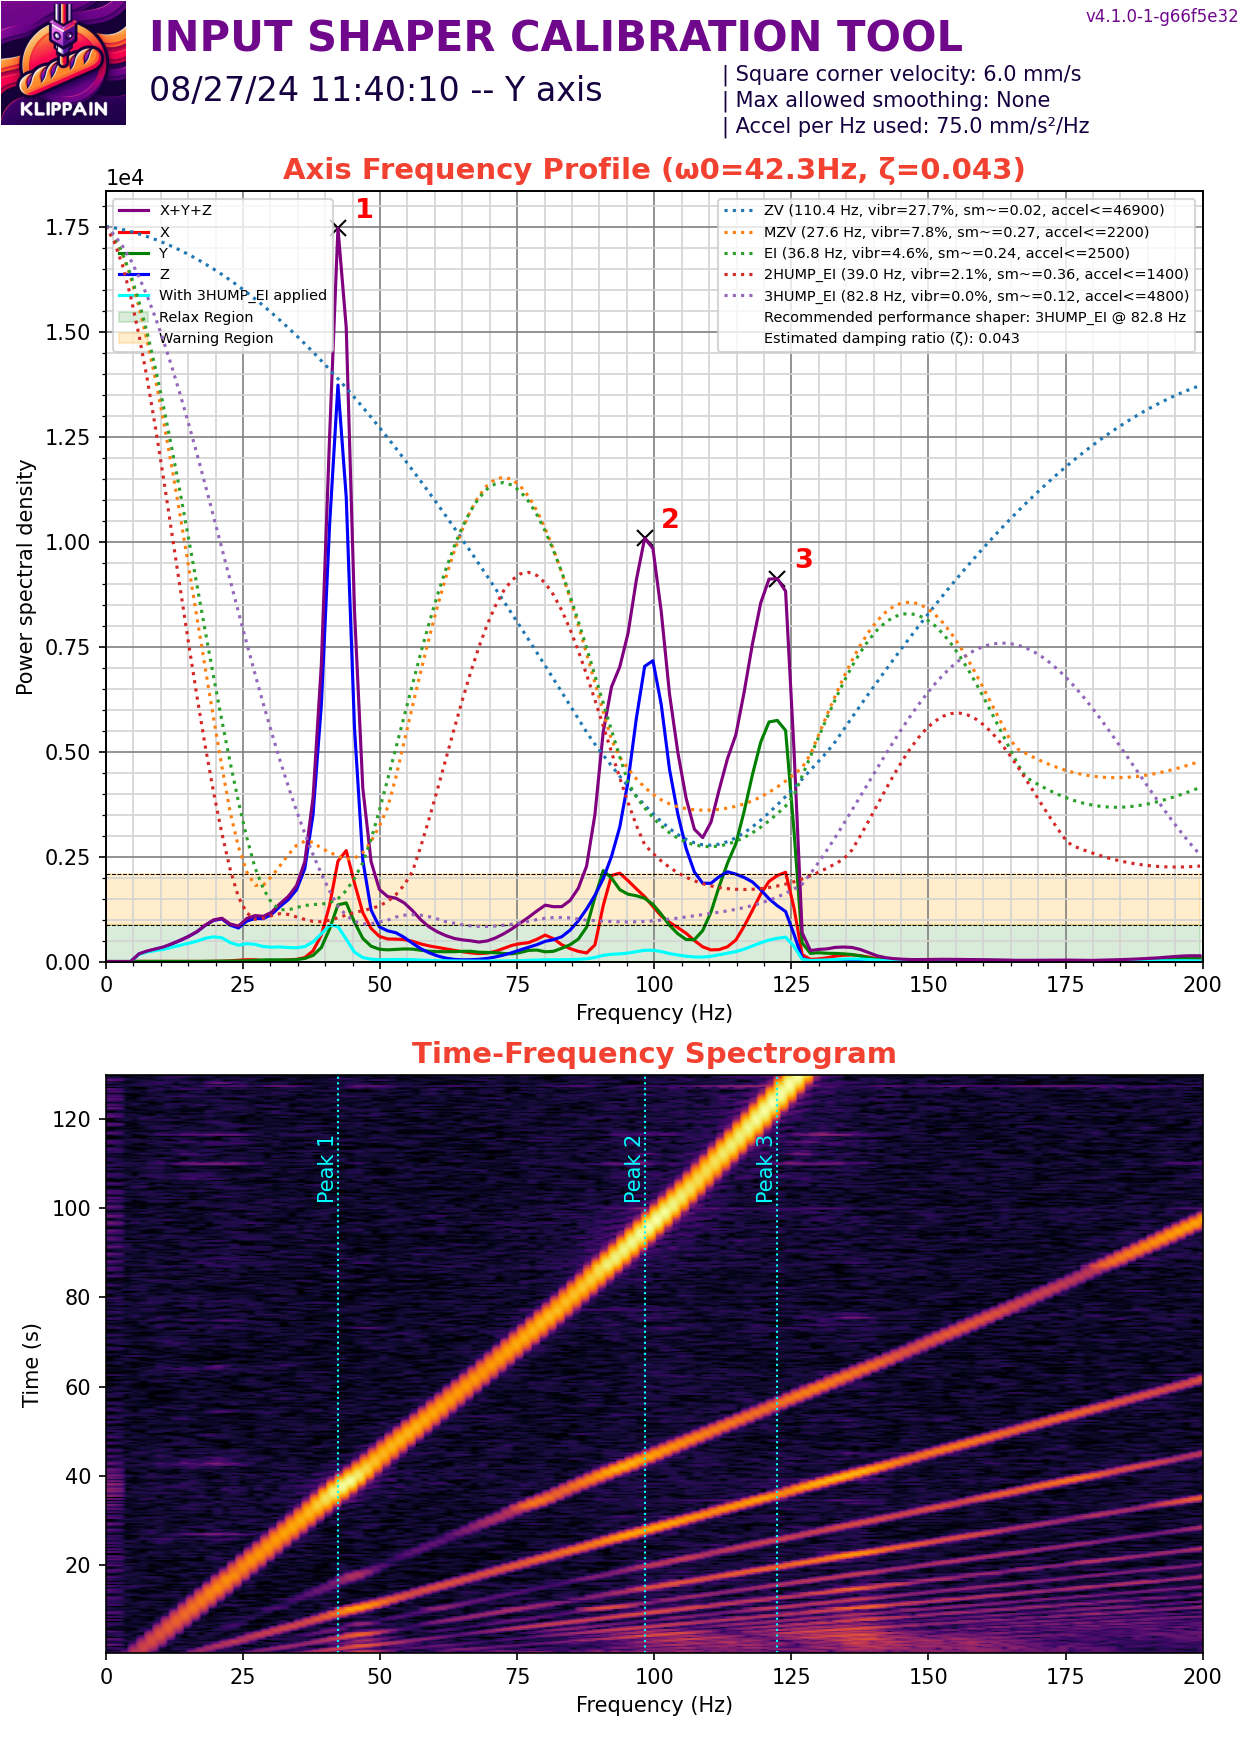 v4.1.0-1-g66f5e32
INPUT SHAPER CALIBRATION TOOL
08/27/24 11:40:10 -- Y axis
| Square corner velocity: 6.0 mm/s
| Max allowed smoothing: None
| Accel per Hz used: 75.0 mm/s²/Hz
KLIPPAIN
Axis Frequency Profile (ω0=42.3Hz, ζ=0.043)
1e4
X+Y+Z
X
Y
Z
With 3HUMP_EI applied
Relax Region
Warning Region
ZV (110.4 Hz, vibr=27.7%, sm~=0.02, accel<=46900)
MZV (27.6 Hz, vibr=7.8%, sm~=0.27, accel<=2200)
EI (36.8 Hz, vibr=4.6%, sm~=0.24, accel<=2500)
2HUMP_EI (39.0 Hz, vibr=2.1%, sm~=0.36, accel<=1400)
3HUMP_EI (82.8 Hz, vibr=0.0%, sm~=0.12, accel<=4800)
Recommended performance shaper: 3HUMP_EI @ 82.8 Hz
Estimated damping ratio (ζ): 0.043
1
2
3
Power spectral density
1.75
1.50
1.25
1.00
0.75
0.50
0.25
0.00
0 25 50 75 100 125 150 175 200
Frequency (Hz)
Time-Frequency Spectrogram
Peak 1
Peak 2
Peak 3
Time (s)
120
100
80
60
40
20
0 25 50 75 100 125 150 175 200
Frequency (Hz)